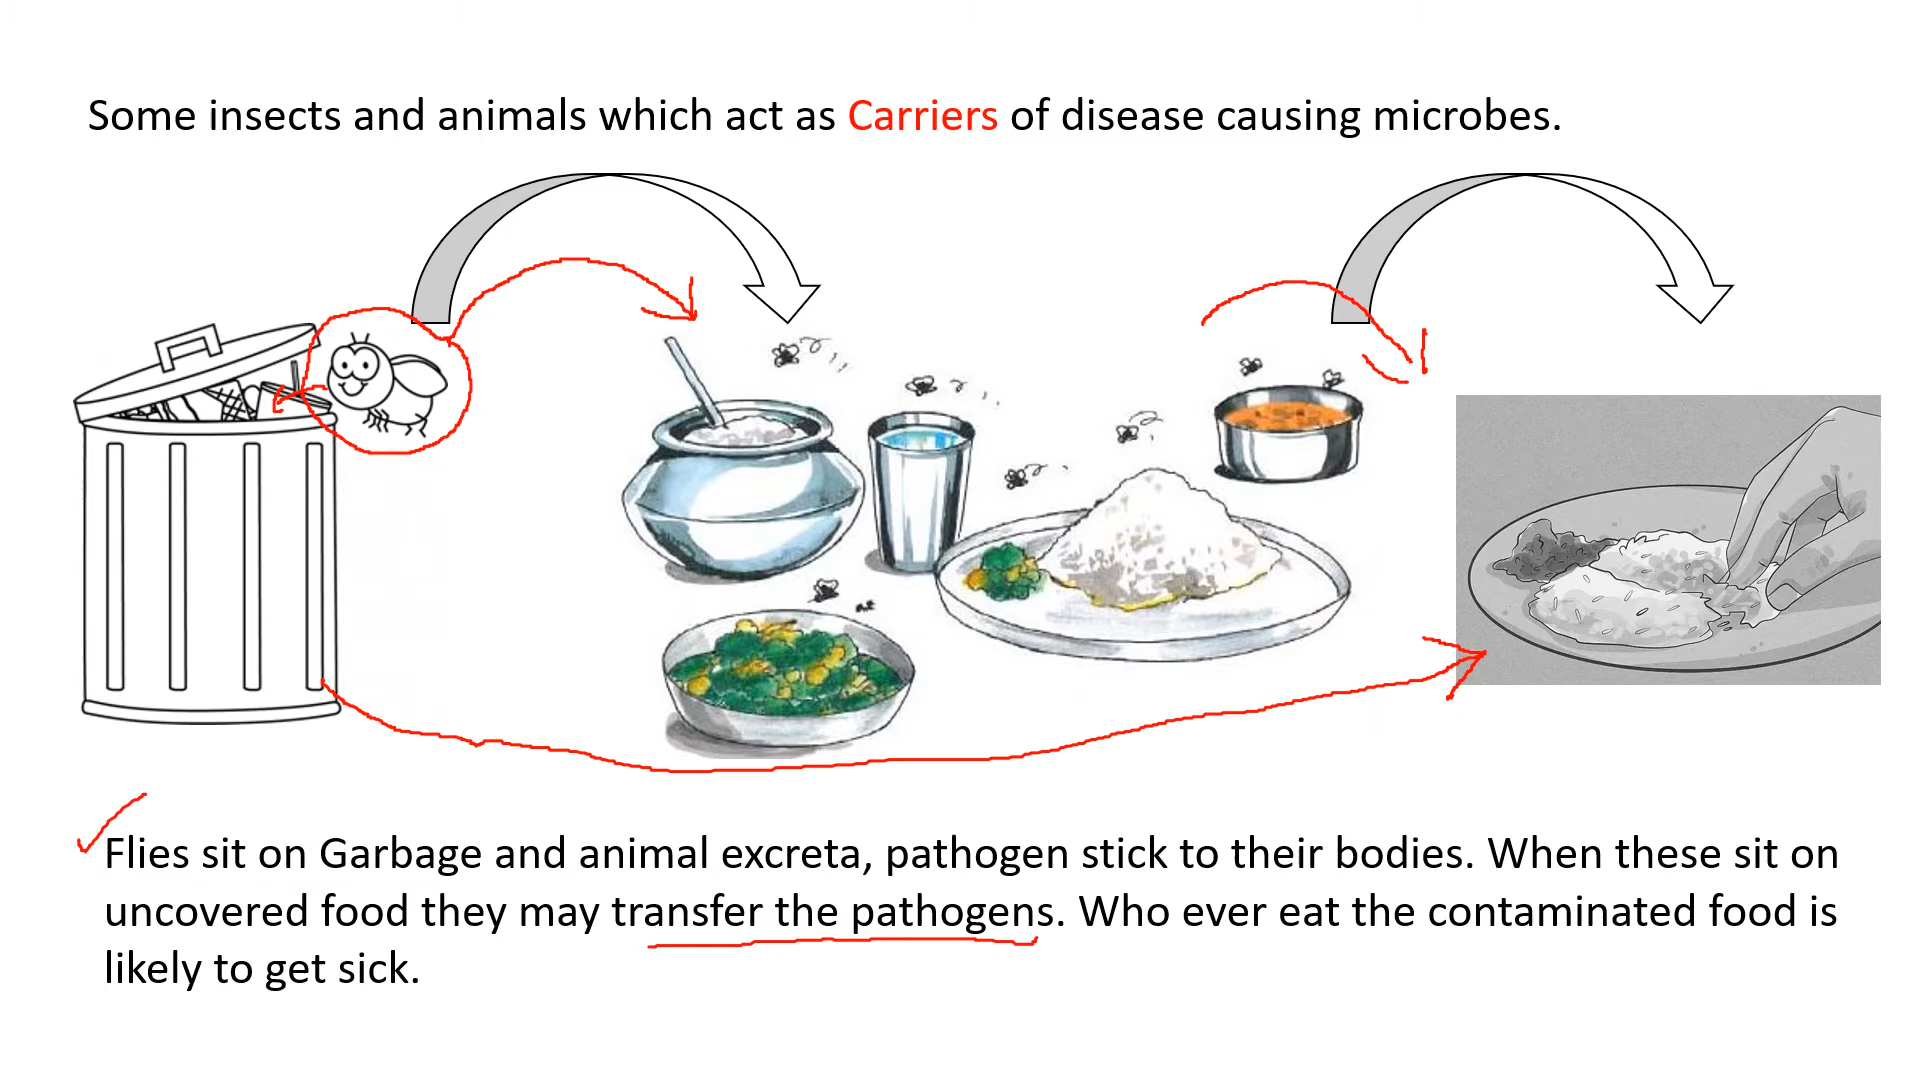 Some insects and animals which act as Carriers of disease causing microbes.
Flies sit on Garbage and animal excreta, pathogen stick to their bodies. When these sit on
uncovered food they may transfer the pathogens. Who ever eat the contaminated food is
likely to get sick.